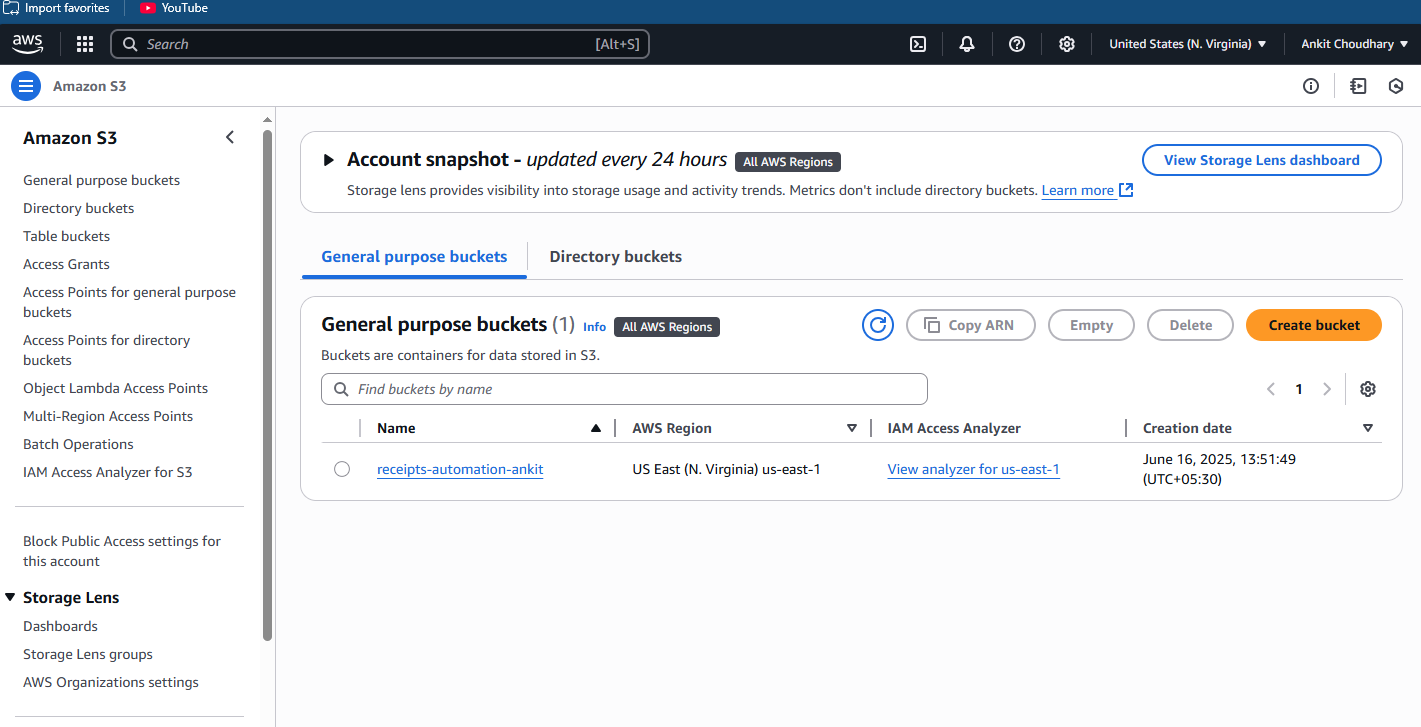 Import favorites
YouTube
aws
Search
[Alt+S]
United States (N. Virginia)
Ankit Choudhary
Amazon S3
Amazon S3
General purpose buckets
Directory buckets
Table buckets
Access Grants
Access Points for general purpose
buckets
Access Points for directory
buckets
Object Lambda Access Points
Multi-Region Access Points
Batch Operations
IAM Access Analyzer for S3
Block Public Access settings for
this account
Storage Lens
Dashboards
Storage Lens groups
AWS Organizations settings
Account snapshot - updated every 24 hours All AWS Regions
View Storage Lens dashboard
Storage lens provides visibility into storage usage and activity trends. Metrics don't include directory buckets. Learn more
General purpose buckets
Directory buckets
General purpose buckets (1) Info All AWS Regions
Copy ARN
Empty
Delete
Create bucket
Buckets are containers for data stored in S3.
Find buckets by name
1
Name
AWS Region
IAM Access Analyzer
Creation date
receipts-automation-ankit
US East (N. Virginia) us-east-1
View analyzer for us-east-1
June 16, 2025, 13:51:49
(UTC+05:30)